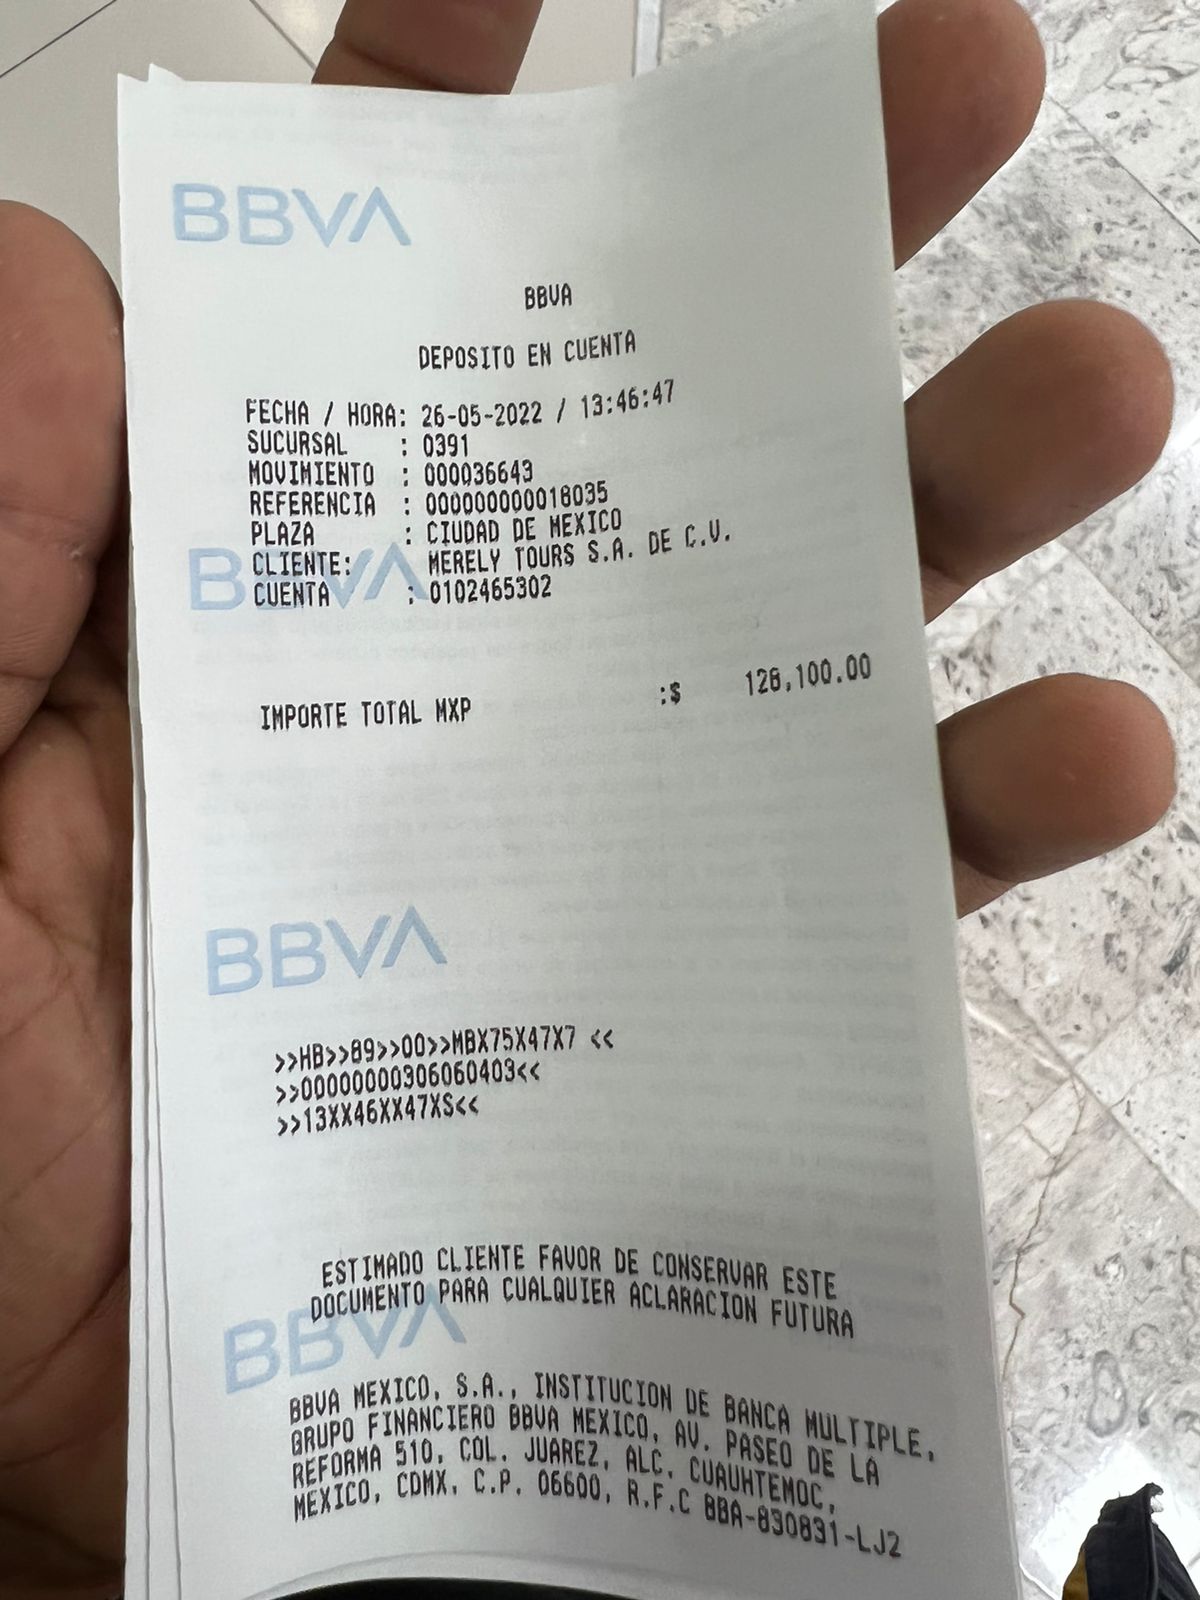 BBVA
BBVA
DEPOSITO EN CUENTA
FECHA / HORA: 26-05-2022 / 13:46:47
SUCURSAL : 0391
MOVIMIENTO : 000036643
REFERENCIA : 000000000018035
PLAZA : CIUDAD DE MEXICO
CLIENTE: MERELY TOURS S.A. DE C.V.
BBVA
CUENTA : 0102465302
IMPORTE TOTAL MXP :$ 128,100.00
BBVA
>>HB>>89>>00>>MBX75X47X7 <<
>>00000000306060403<<
>>13XX46XX47XS<<
ESTIMADO CLIENTE FAVOR DE CONSERVAR ESTE
DOCUMENTO PARA CUALQUIER ACLARACION FUTURA
BBVA
BBVA MEXICO, S.A., INSTITUCION DE BANCA MULTIPLE,
GRUPO FINANCIERO BBVA MEXICO, AV. PASEO DE LA
REFORMA 510, COL. JUAREZ, ALC. CUAUHTEMOC,
MEXICO, CDMX, C.P. 06600, R.F.C BBA-830831-LJ2